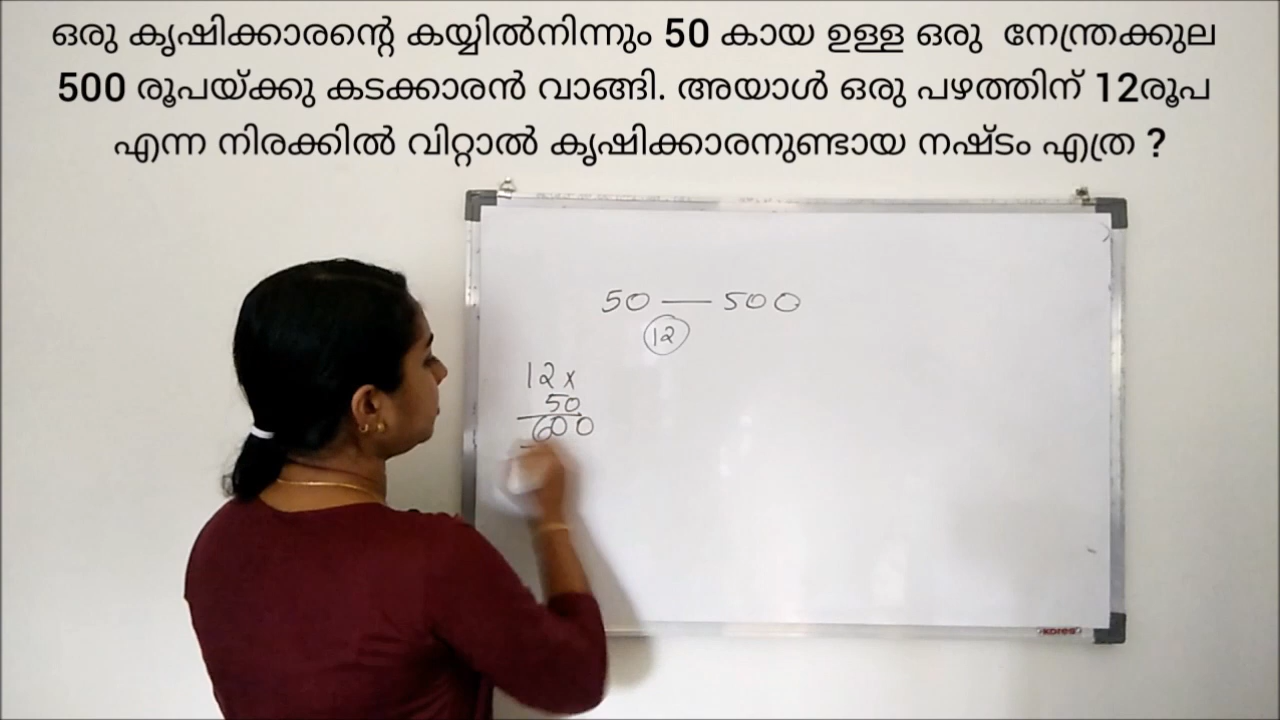 ഒരു കൃഷിക്കാരന്റെ കയ്യിൽനിന്നും 50 കായ ഉള്ള ഒരു നേന്ത്രക്കുല
500 രൂപയ്ക്കു കടക്കാരൻ വാങ്ങി. അയാൾ ഒരു പഴത്തിന് 12രൂപ
എന്ന നിരക്കിൽ വിറ്റാൽ കൃഷിക്കാരനുണ്ടായ നഷ്ടം എത്ര ?
50 — 500
12
12 x
50
600
kores